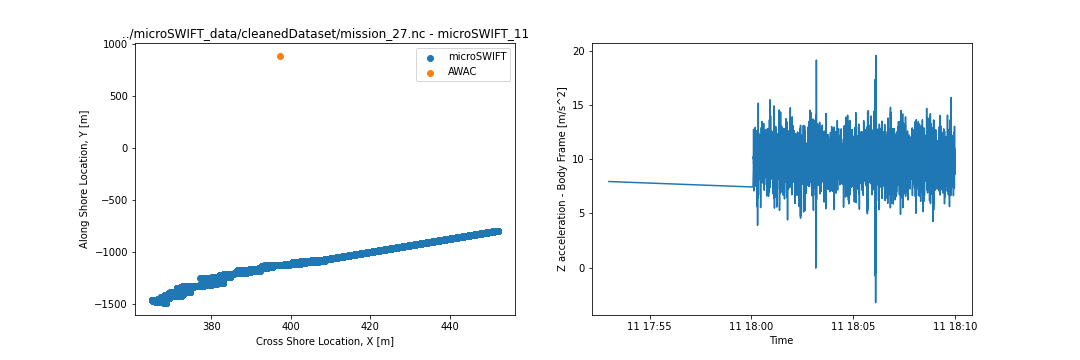 ../microSWIFT_data/cleanedDataset/mission_27.nc - microSWIFT_11
Along Shore Location, Y [m]
1000
500
0
−500
−1000
−1500
microSWIFT
AWAC
380
400
420
440
Cross Shore Location, X [m]
Z acceleration - Body Frame [m/s^2]
20
15
10
5
0
11 17:55
11 18:00
11 18:05
11 18:10
Time